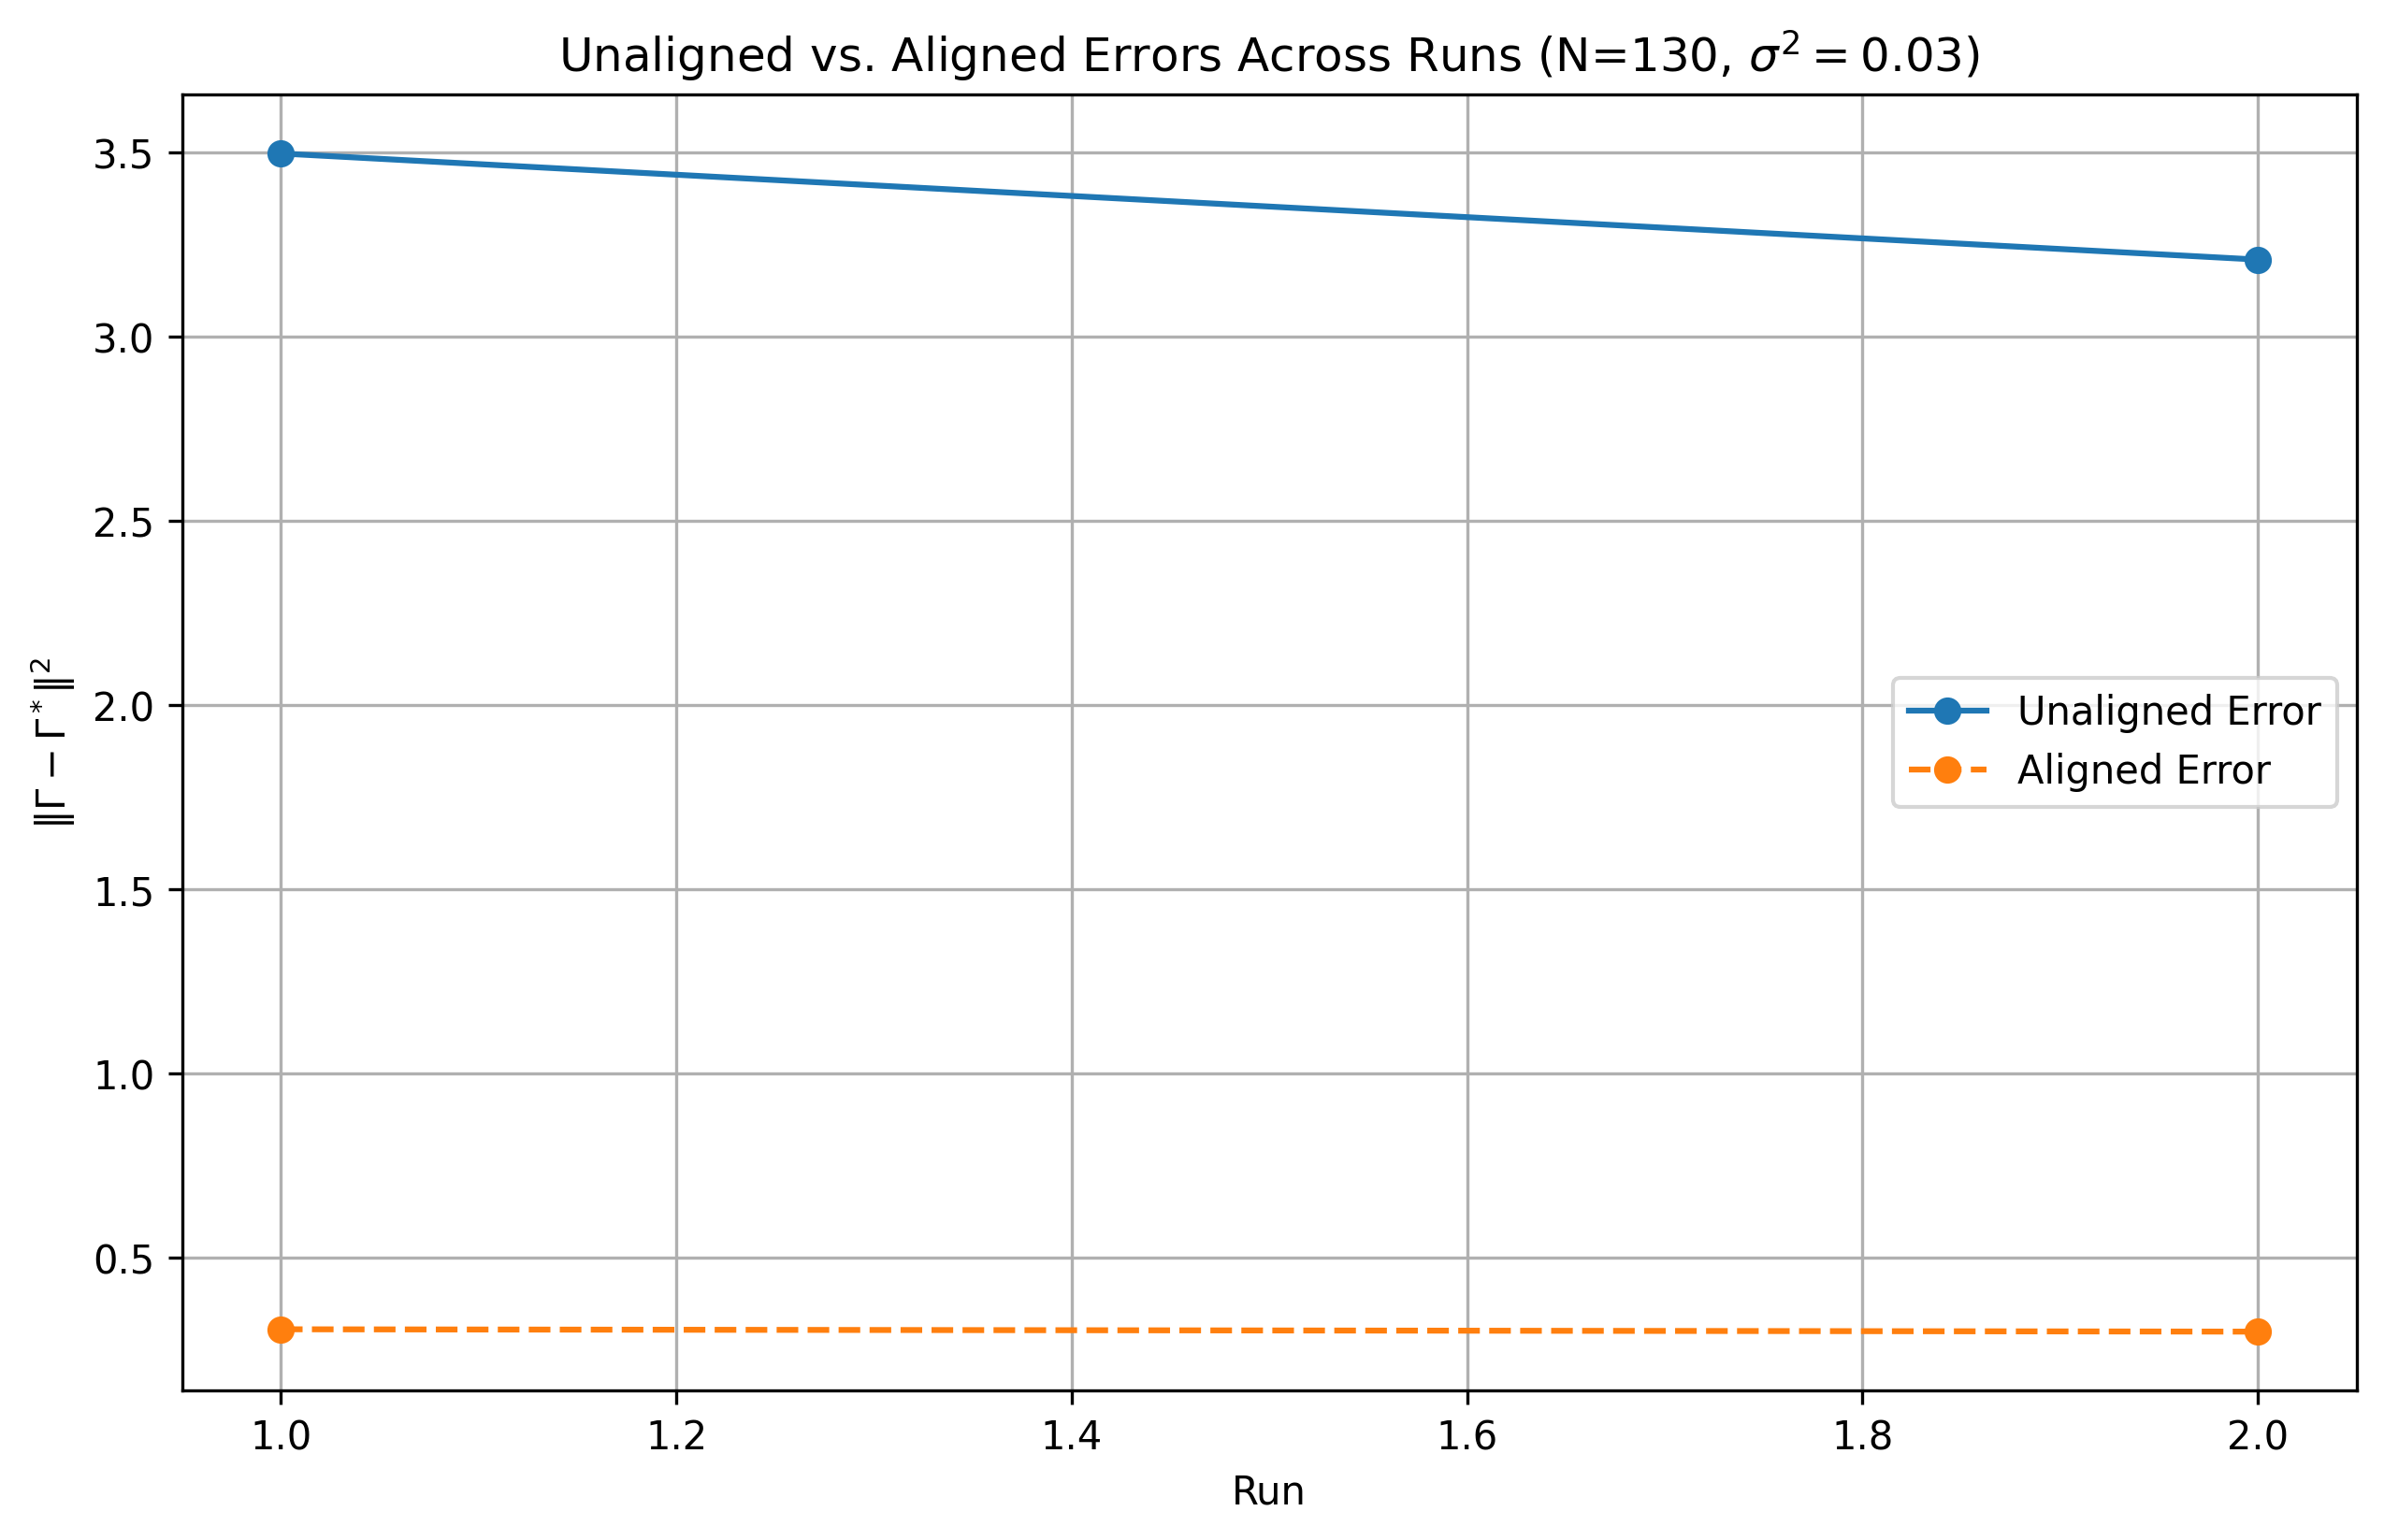 Unaligned vs. Aligned Errors Across Runs (N=130, σ² = 0.03)
3.5
3.0
2.5
2.0
1.5
1.0
0.5
‖Γ − Γ*‖²
Unaligned Error
Aligned Error
1.0 1.2 1.4 1.6 1.8 2.0
Run